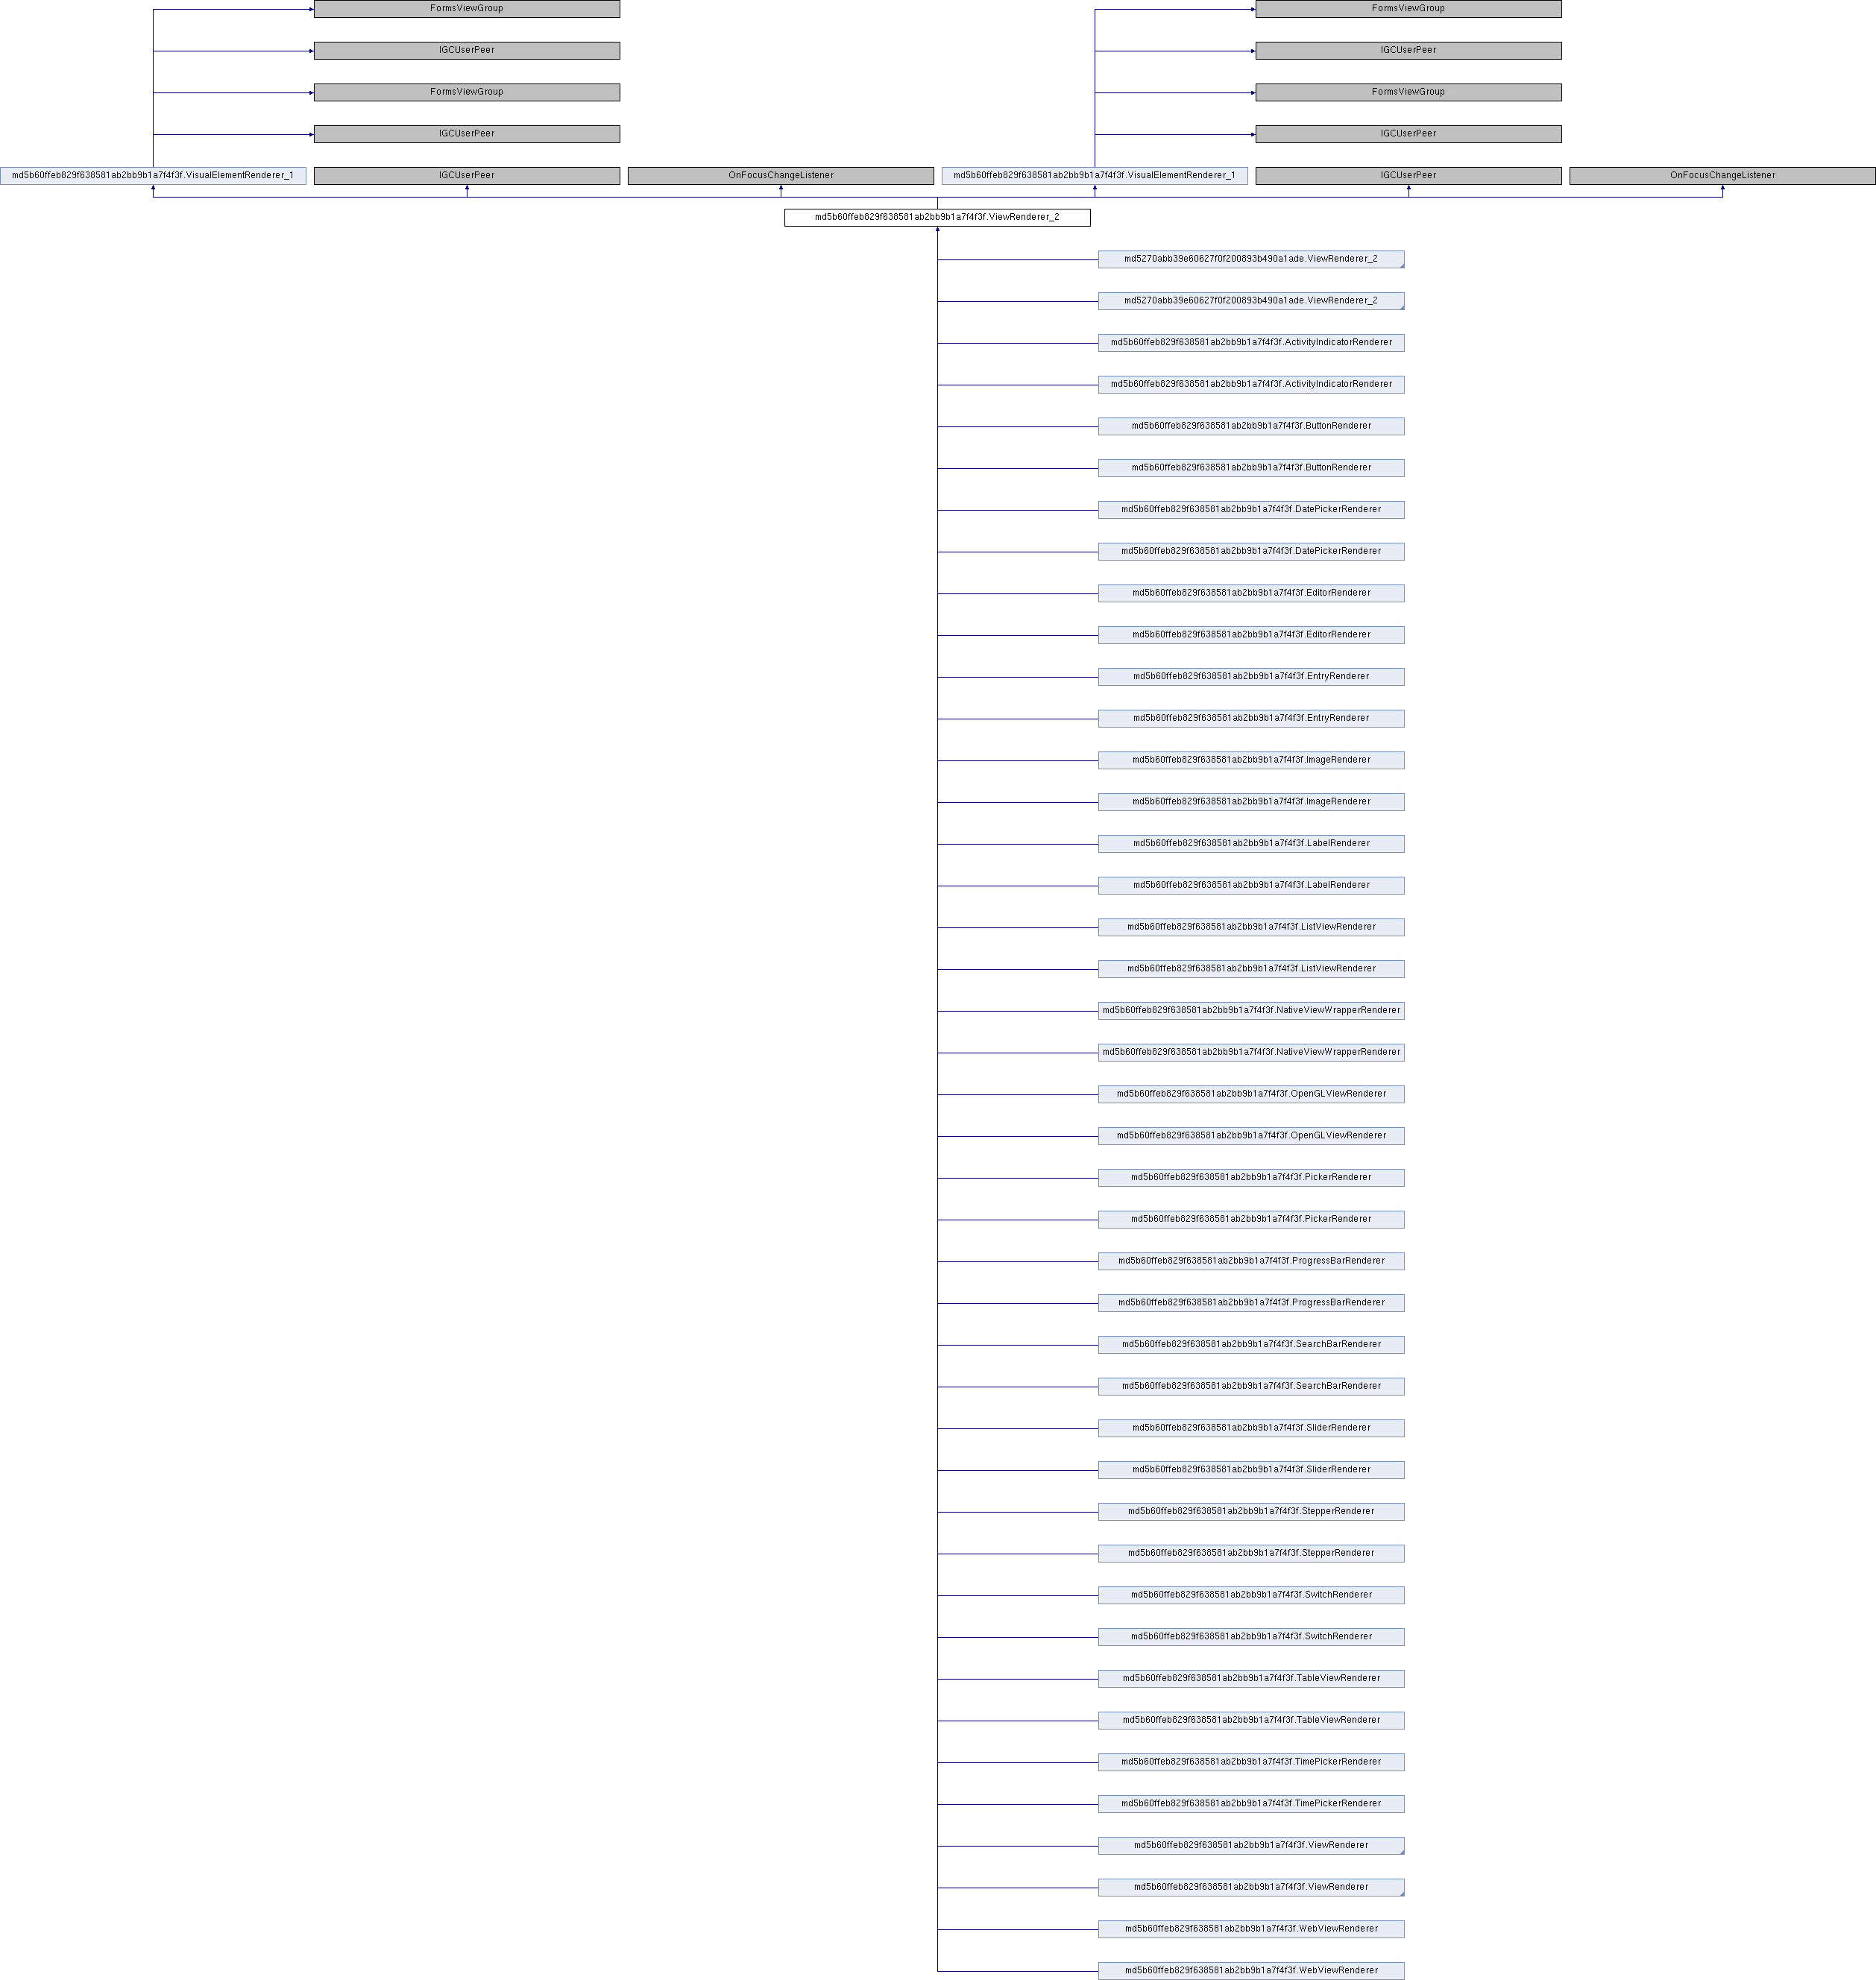 FormsViewGroup
FormsViewGroup
IGCUserPeer
IGCUserPeer
FormsViewGroup
FormsViewGroup
IGCUserPeer
IGCUserPeer
md5b60ffeb829f638581ab2bb9b1a7f4f3f.VisualElementRenderer_1
IGCUserPeer
OnFocusChangeListener
md5b60ffeb829f638581ab2bb9b1a7f4f3f.VisualElementRenderer_1
IGCUserPeer
OnFocusChangeListener
md5b60ffeb829f638581ab2bb9b1a7f4f3f.ViewRenderer_2
md5270abb39e60627f0f200893b490a1ade.ViewRenderer_2
md5270abb39e60627f0f200893b490a1ade.ViewRenderer_2
md5b60ffeb829f638581ab2bb9b1a7f4f3f.ActivityIndicatorRenderer
md5b60ffeb829f638581ab2bb9b1a7f4f3f.ActivityIndicatorRenderer
md5b60ffeb829f638581ab2bb9b1a7f4f3f.ButtonRenderer
md5b60ffeb829f638581ab2bb9b1a7f4f3f.ButtonRenderer
md5b60ffeb829f638581ab2bb9b1a7f4f3f.DatePickerRenderer
md5b60ffeb829f638581ab2bb9b1a7f4f3f.DatePickerRenderer
md5b60ffeb829f638581ab2bb9b1a7f4f3f.EditorRenderer
md5b60ffeb829f638581ab2bb9b1a7f4f3f.EditorRenderer
md5b60ffeb829f638581ab2bb9b1a7f4f3f.EntryRenderer
md5b60ffeb829f638581ab2bb9b1a7f4f3f.EntryRenderer
md5b60ffeb829f638581ab2bb9b1a7f4f3f.ImageRenderer
md5b60ffeb829f638581ab2bb9b1a7f4f3f.ImageRenderer
md5b60ffeb829f638581ab2bb9b1a7f4f3f.LabelRenderer
md5b60ffeb829f638581ab2bb9b1a7f4f3f.LabelRenderer
md5b60ffeb829f638581ab2bb9b1a7f4f3f.ListViewRenderer
md5b60ffeb829f638581ab2bb9b1a7f4f3f.ListViewRenderer
md5b60ffeb829f638581ab2bb9b1a7f4f3f.NativeViewWrapperRenderer
md5b60ffeb829f638581ab2bb9b1a7f4f3f.NativeViewWrapperRenderer
md5b60ffeb829f638581ab2bb9b1a7f4f3f.OpenGLViewRenderer
md5b60ffeb829f638581ab2bb9b1a7f4f3f.OpenGLViewRenderer
md5b60ffeb829f638581ab2bb9b1a7f4f3f.PickerRenderer
md5b60ffeb829f638581ab2bb9b1a7f4f3f.PickerRenderer
md5b60ffeb829f638581ab2bb9b1a7f4f3f.ProgressBarRenderer
md5b60ffeb829f638581ab2bb9b1a7f4f3f.ProgressBarRenderer
md5b60ffeb829f638581ab2bb9b1a7f4f3f.SearchBarRenderer
md5b60ffeb829f638581ab2bb9b1a7f4f3f.SearchBarRenderer
md5b60ffeb829f638581ab2bb9b1a7f4f3f.SliderRenderer
md5b60ffeb829f638581ab2bb9b1a7f4f3f.SliderRenderer
md5b60ffeb829f638581ab2bb9b1a7f4f3f.StepperRenderer
md5b60ffeb829f638581ab2bb9b1a7f4f3f.StepperRenderer
md5b60ffeb829f638581ab2bb9b1a7f4f3f.SwitchRenderer
md5b60ffeb829f638581ab2bb9b1a7f4f3f.SwitchRenderer
md5b60ffeb829f638581ab2bb9b1a7f4f3f.TableViewRenderer
md5b60ffeb829f638581ab2bb9b1a7f4f3f.TableViewRenderer
md5b60ffeb829f638581ab2bb9b1a7f4f3f.TimePickerRenderer
md5b60ffeb829f638581ab2bb9b1a7f4f3f.TimePickerRenderer
md5b60ffeb829f638581ab2bb9b1a7f4f3f.ViewRenderer
md5b60ffeb829f638581ab2bb9b1a7f4f3f.ViewRenderer
md5b60ffeb829f638581ab2bb9b1a7f4f3f.WebViewRenderer
md5b60ffeb829f638581ab2bb9b1a7f4f3f.WebViewRenderer